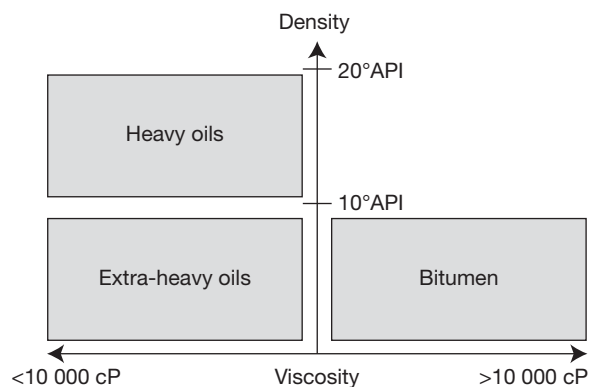 Density
20°API
Heavy oils
10°API
Extra-heavy oils
Bitumen
<10 000 cP
Viscosity
>10 000 cP